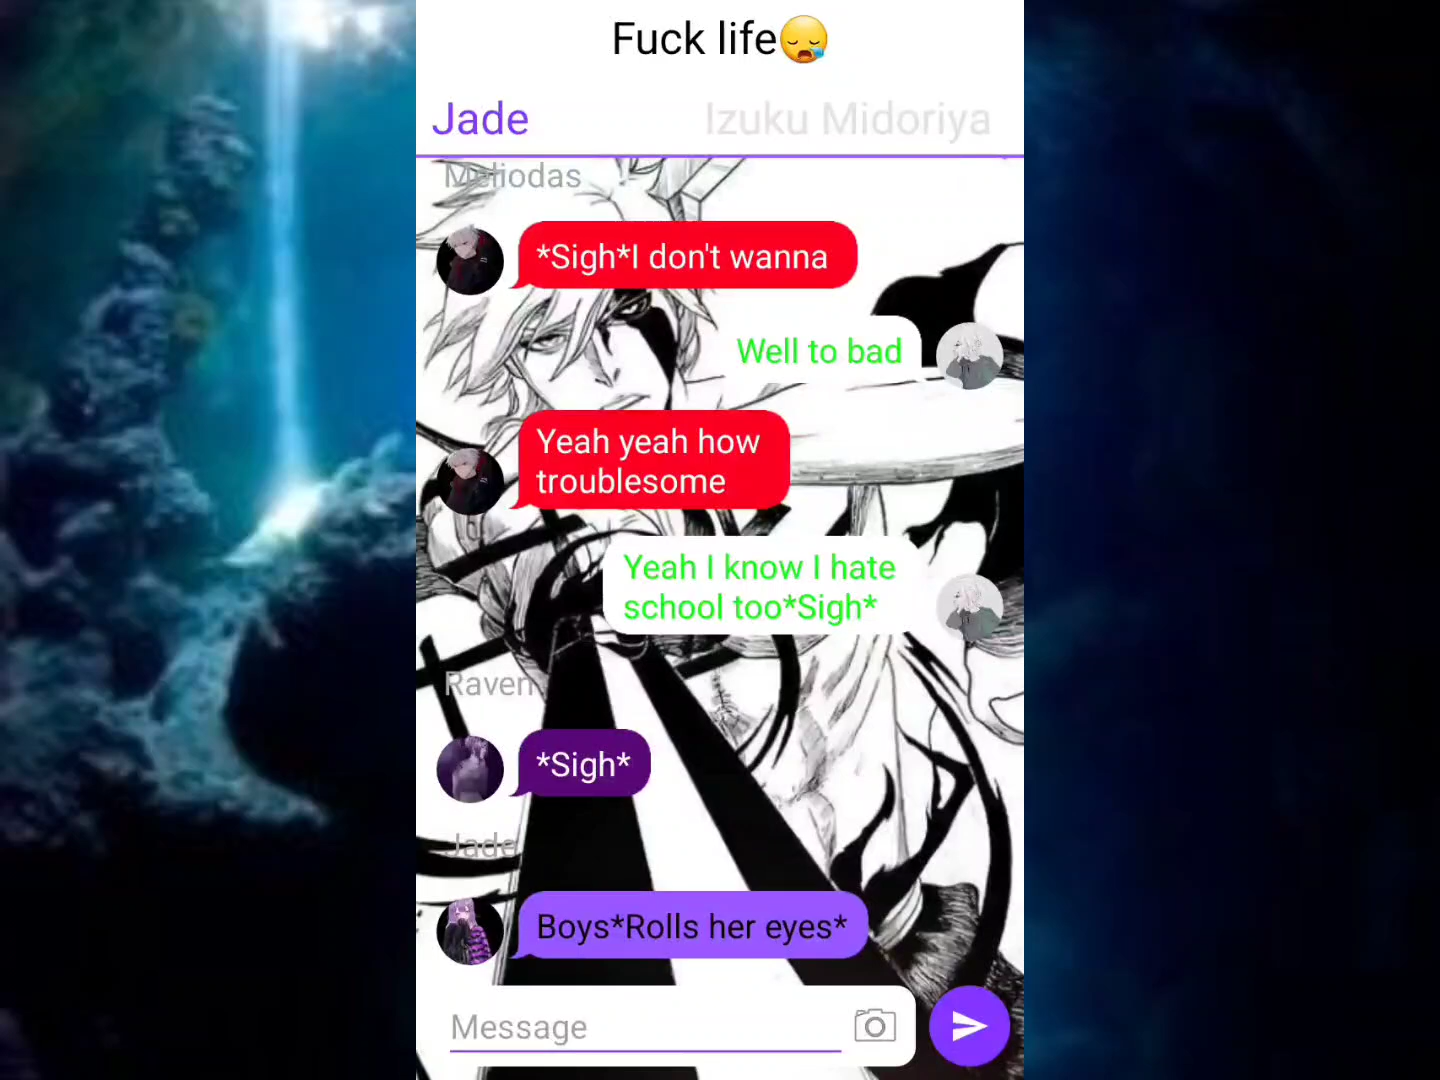 Fuck life😪
Jade
Izuku Midoriya
Meliodas
*Sigh*I don't wanna
Well to bad
Yeah yeah how
troublesome
Yeah I know I hate
school too*Sigh*
Raven
*Sigh*
Jade
Boys*Rolls her eyes*
Message